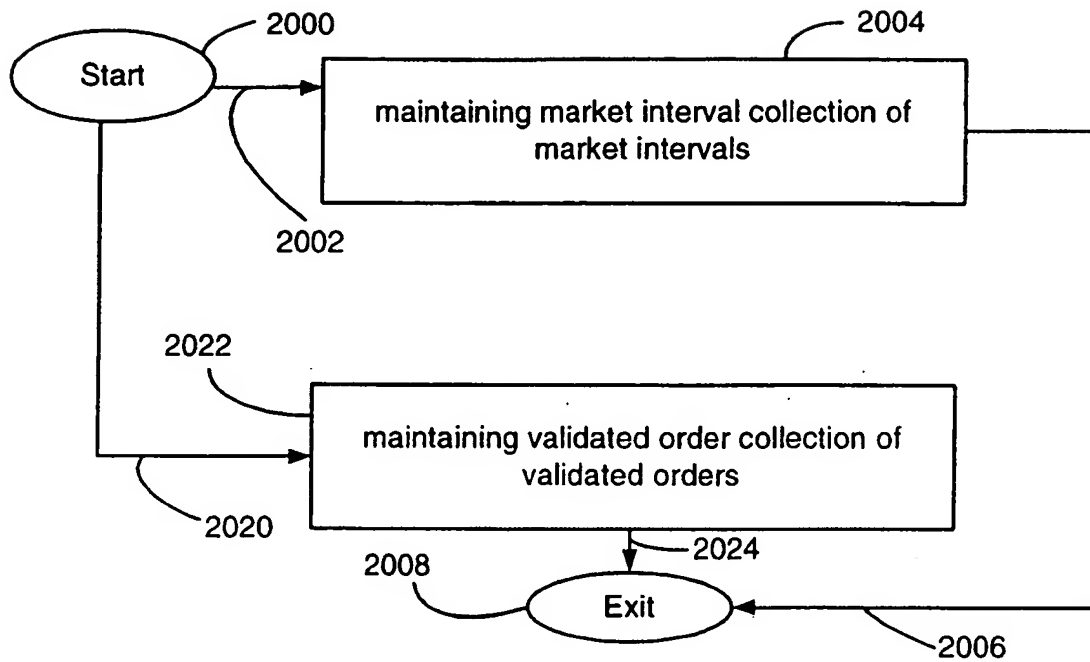 2000
Start
2004
maintaining market interval collection of
market intervals
2002
2022
maintaining validated order collection of
validated orders
2020
2024
2008
Exit
2006